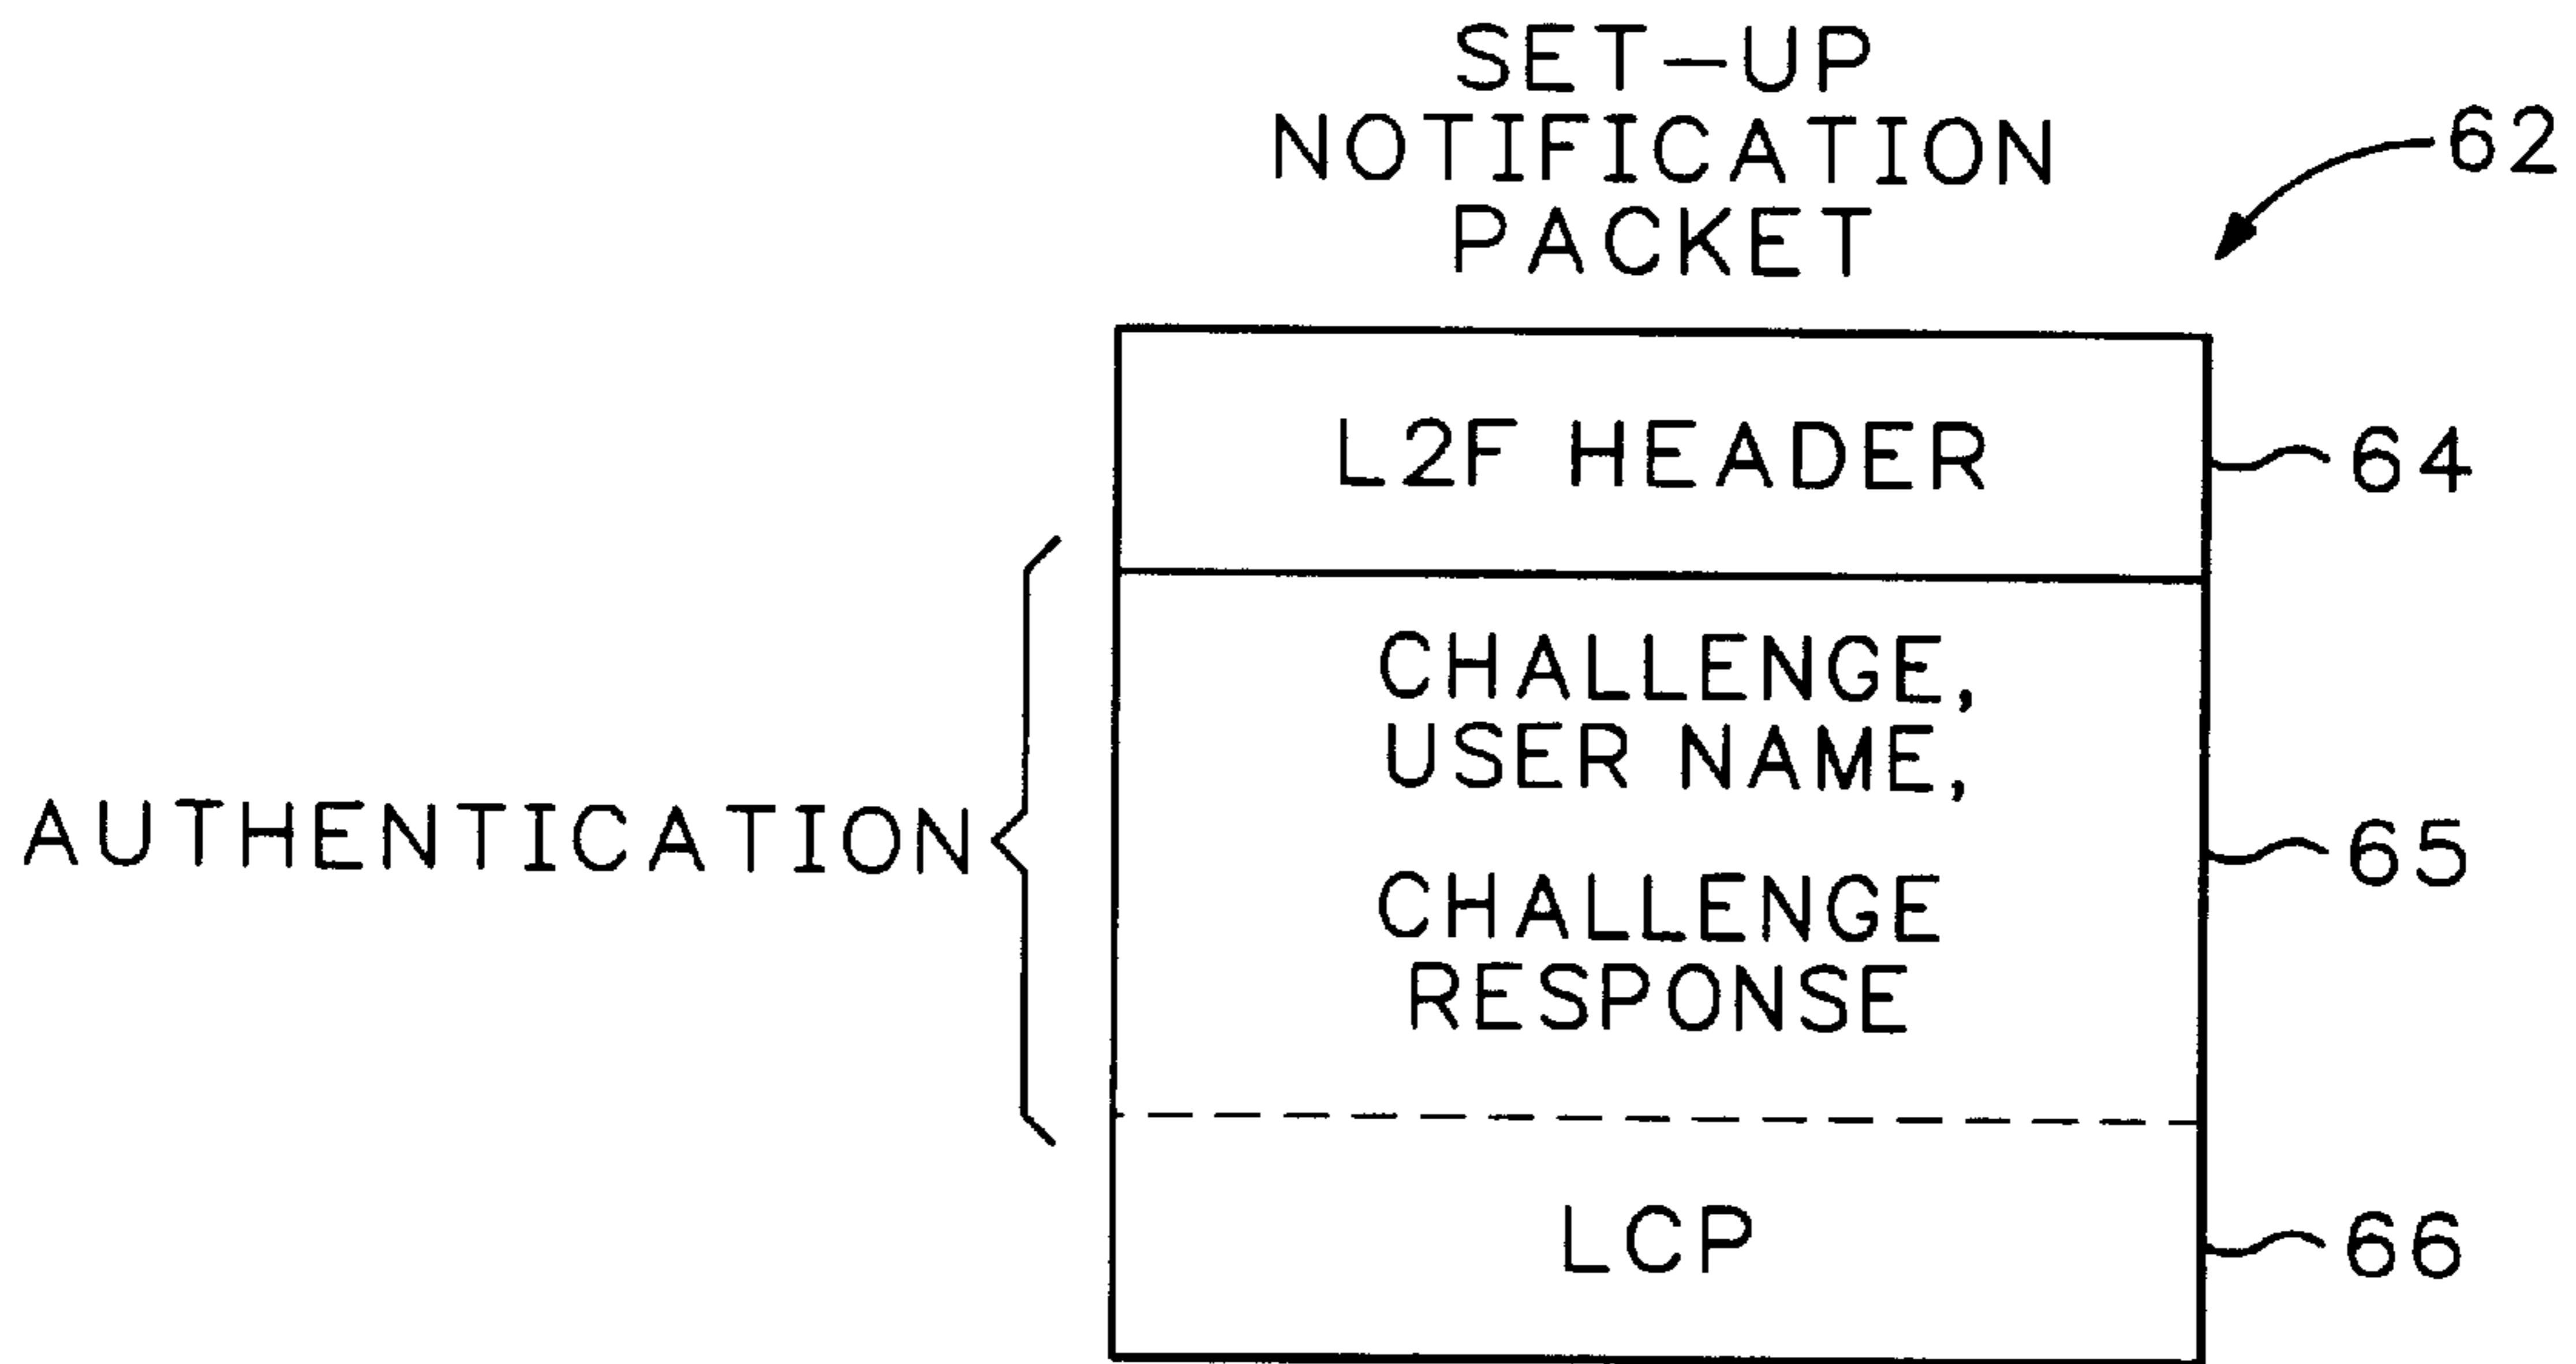 SET-UP
NOTIFICATION
PACKET
62
L2F HEADER
64
AUTHENTICATION
CHALLENGE,
USER NAME,
CHALLENGE
RESPONSE
65
LCP
66